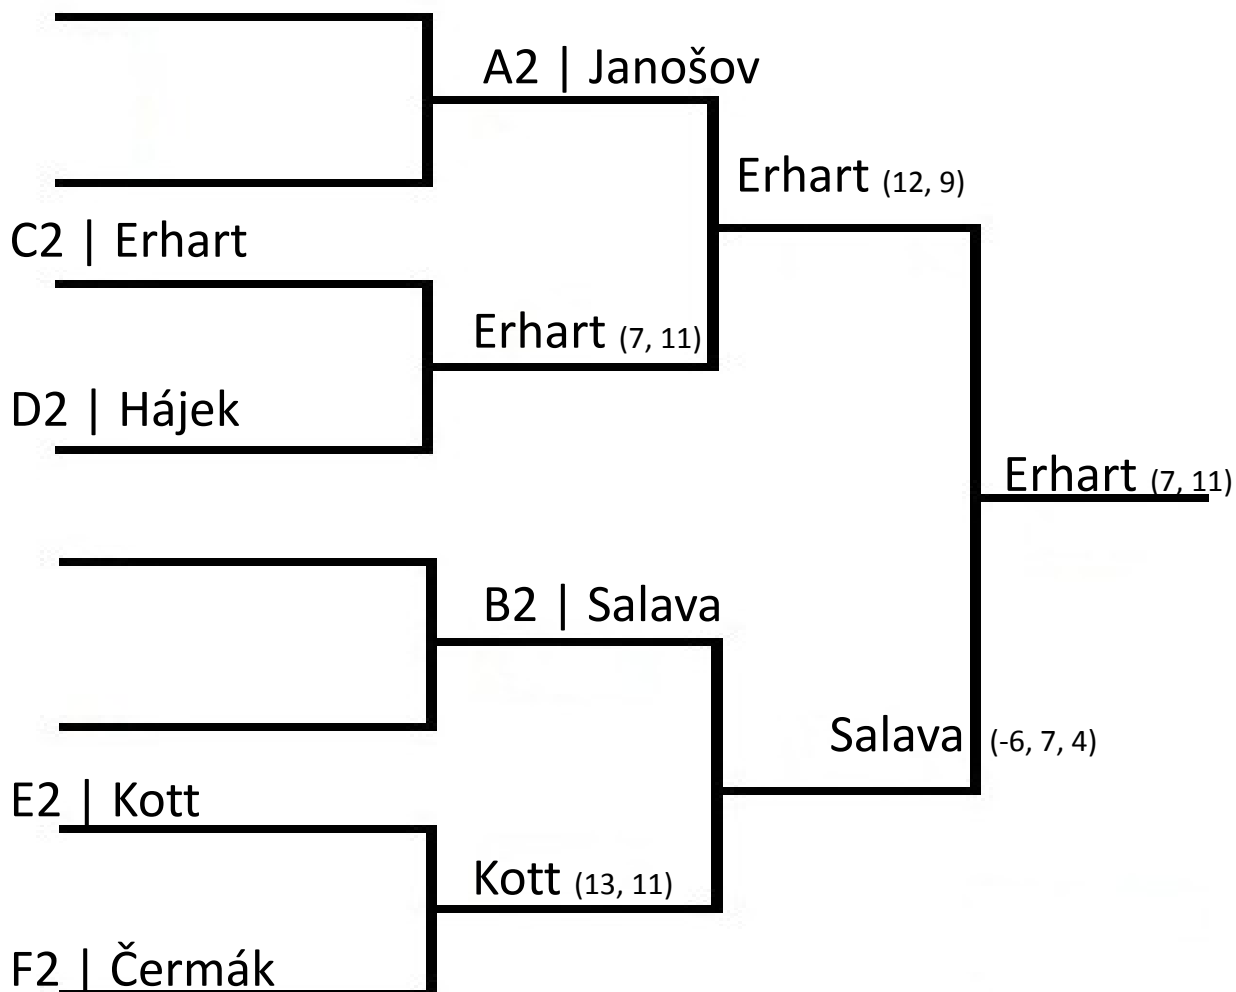 A2 | Janošov
Erhart (12, 9)
C2 | Erhart
Erhart (7, 11)
D2 | Hájek
Erhart (7, 11)
B2 | Salava
Salava (-6, 7, 4)
E2 | Kott
Kott (13, 11)
F2 | Čermák